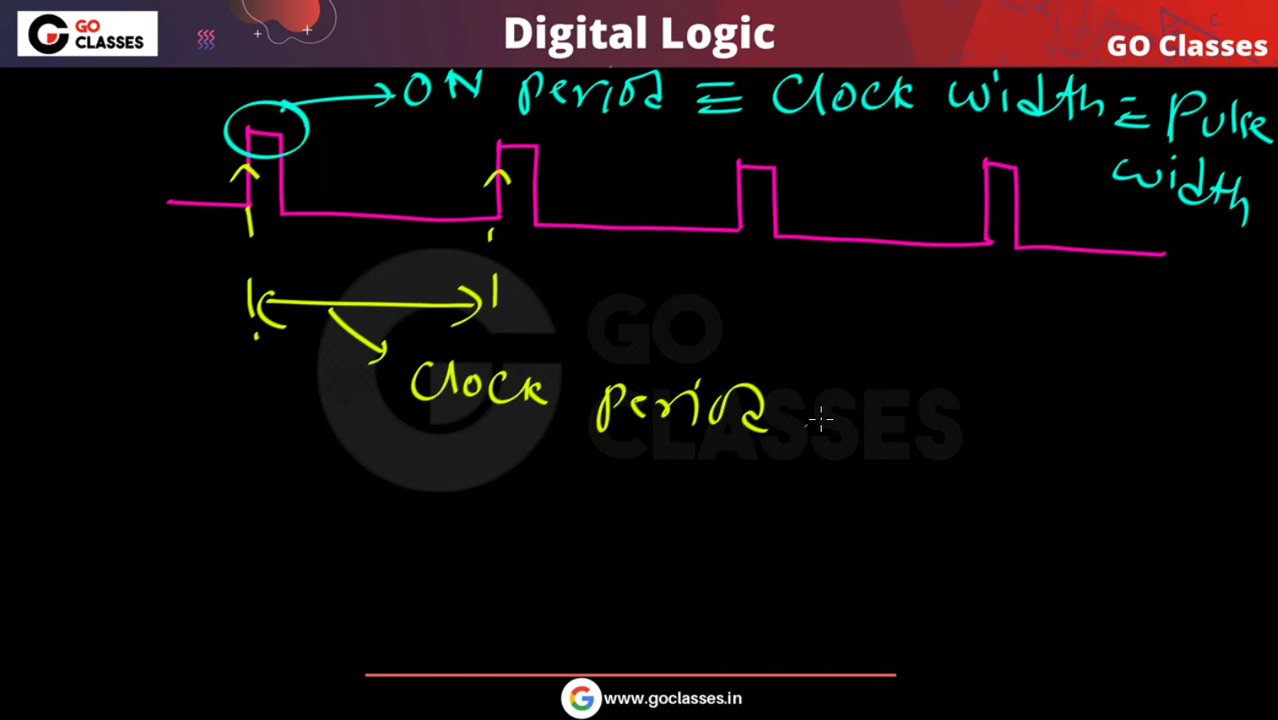 GO
CLASSES
Digital Logic
GO Classes
ON period ≡ Clock width ≡ Pulse
width
Clock period
GO
CLASSES
www.goclasses.in